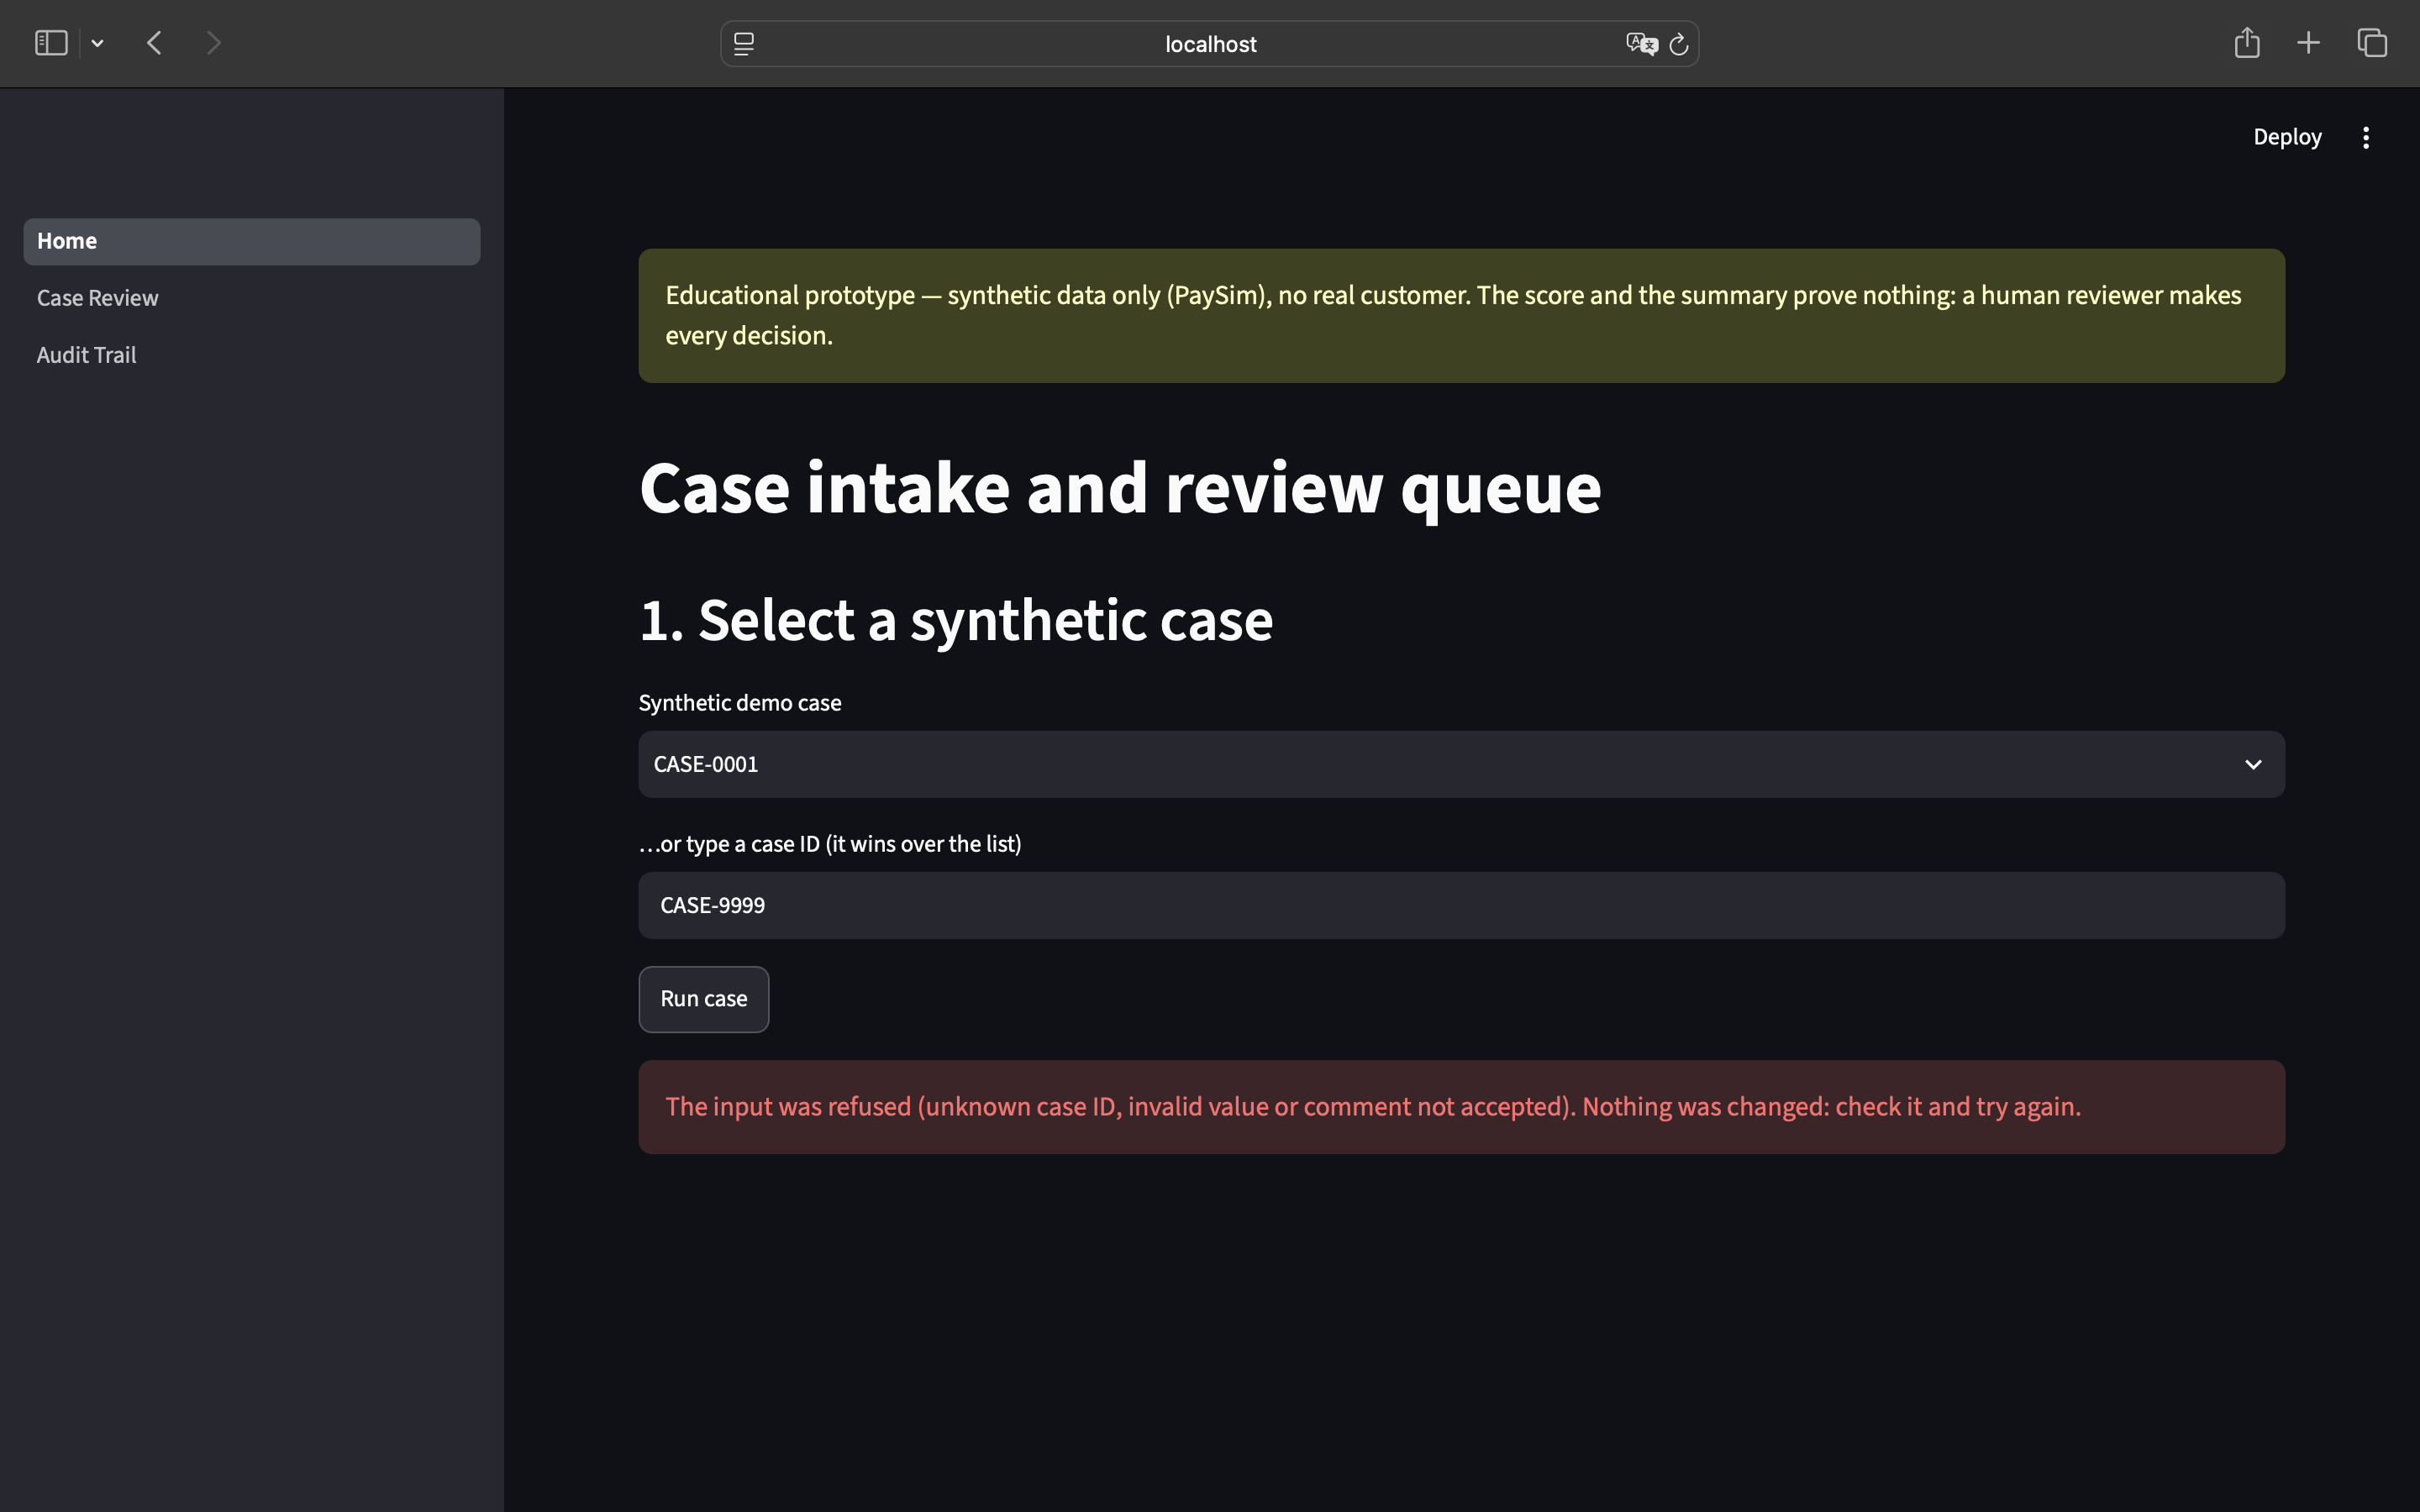 localhost
Deploy
Home
Case Review
Audit Trail
Educational prototype — synthetic data only (PaySim), no real customer. The score and the summary prove nothing: a human reviewer makes
every decision.
Case intake and review queue
1. Select a synthetic case
Synthetic demo case
CASE-0001
…or type a case ID (it wins over the list)
CASE-9999
Run case
The input was refused (unknown case ID, invalid value or comment not accepted). Nothing was changed: check it and try again.